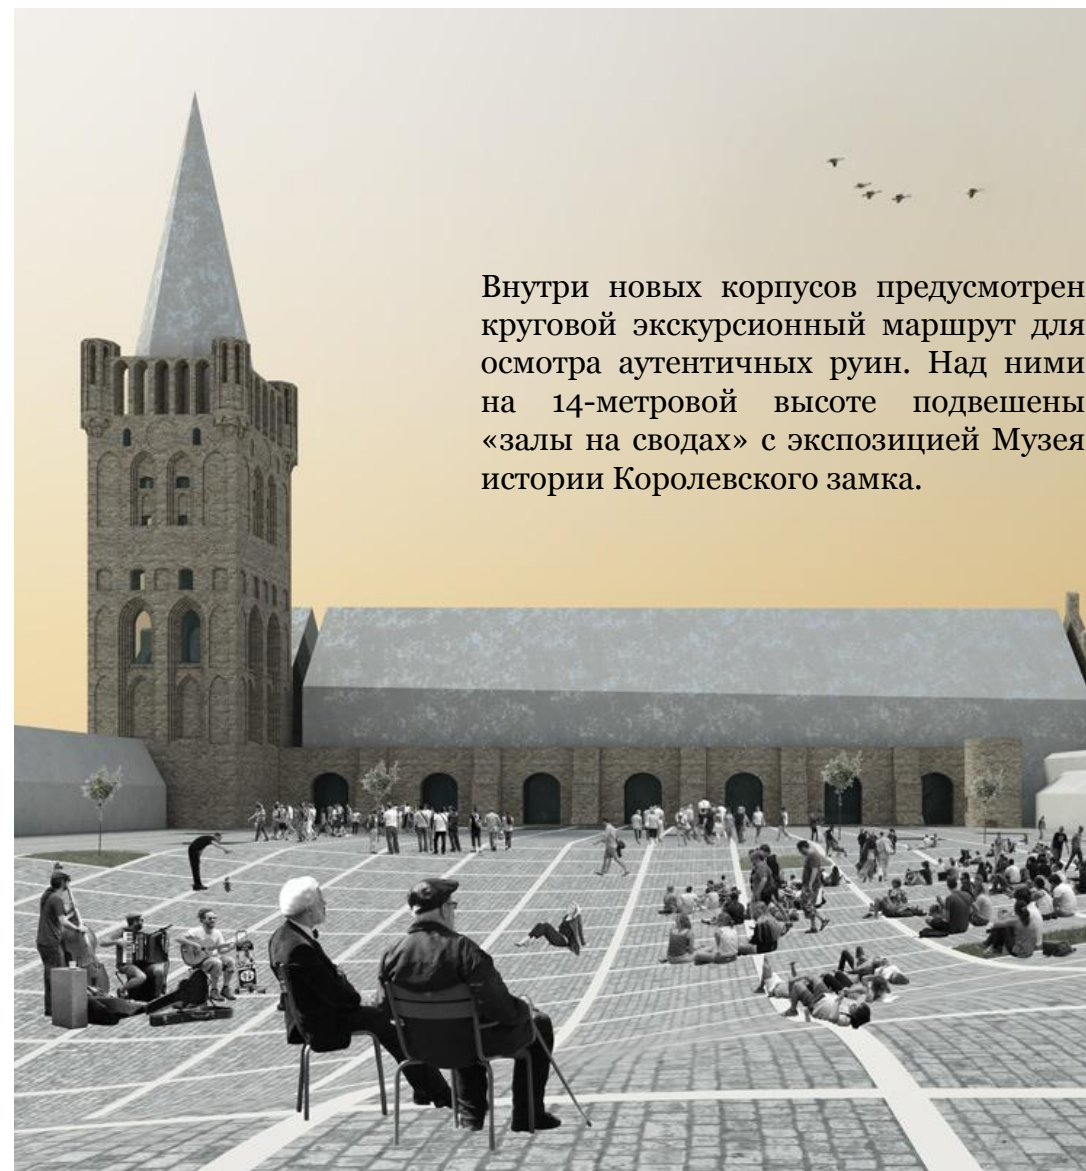 Внутри новых корпусов предусмотрен
круговой экскурсионный маршрут для
осмотра аутентичных руин. Над ними
на 14-метровой высоте подвешены
«залы на сводах» с экспозицией Музея
истории Королевского замка.